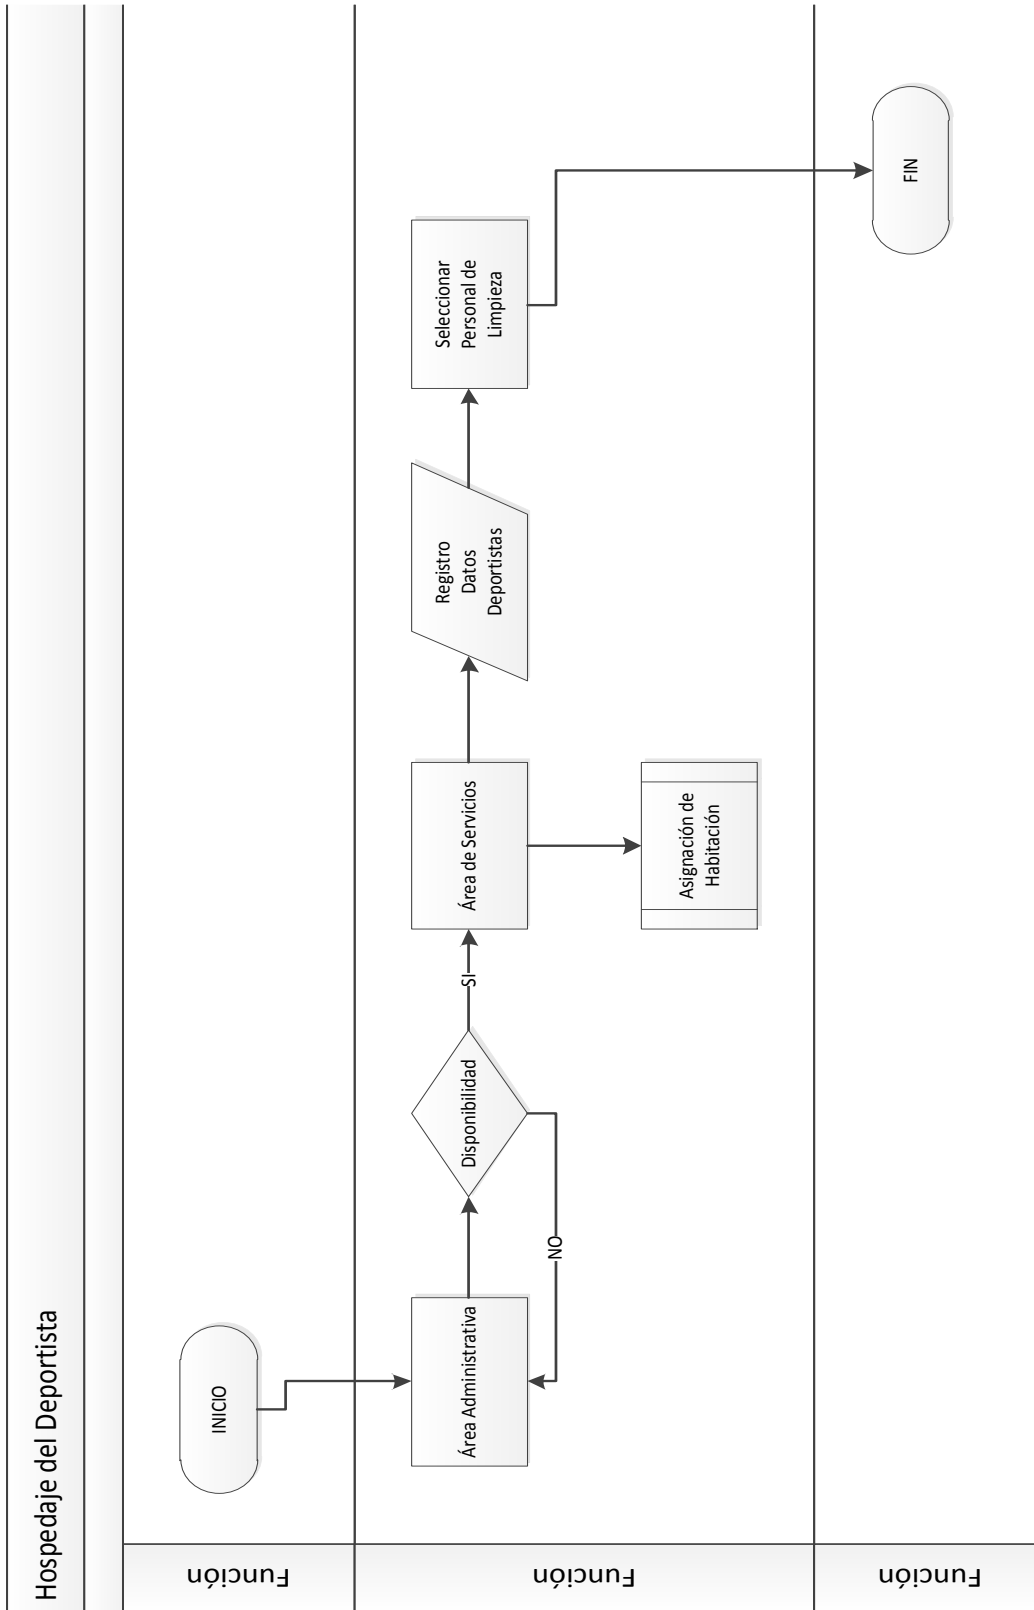 Hospedaje del Deportista
Función
INICIO
Función
Área Administrativa
Disponibilidad
SI
NO
Área de Servicios
Asignación de
Habitación
Registro
Datos
Deportistas
Seleccionar
Personal de
Limpieza
Función
FIN